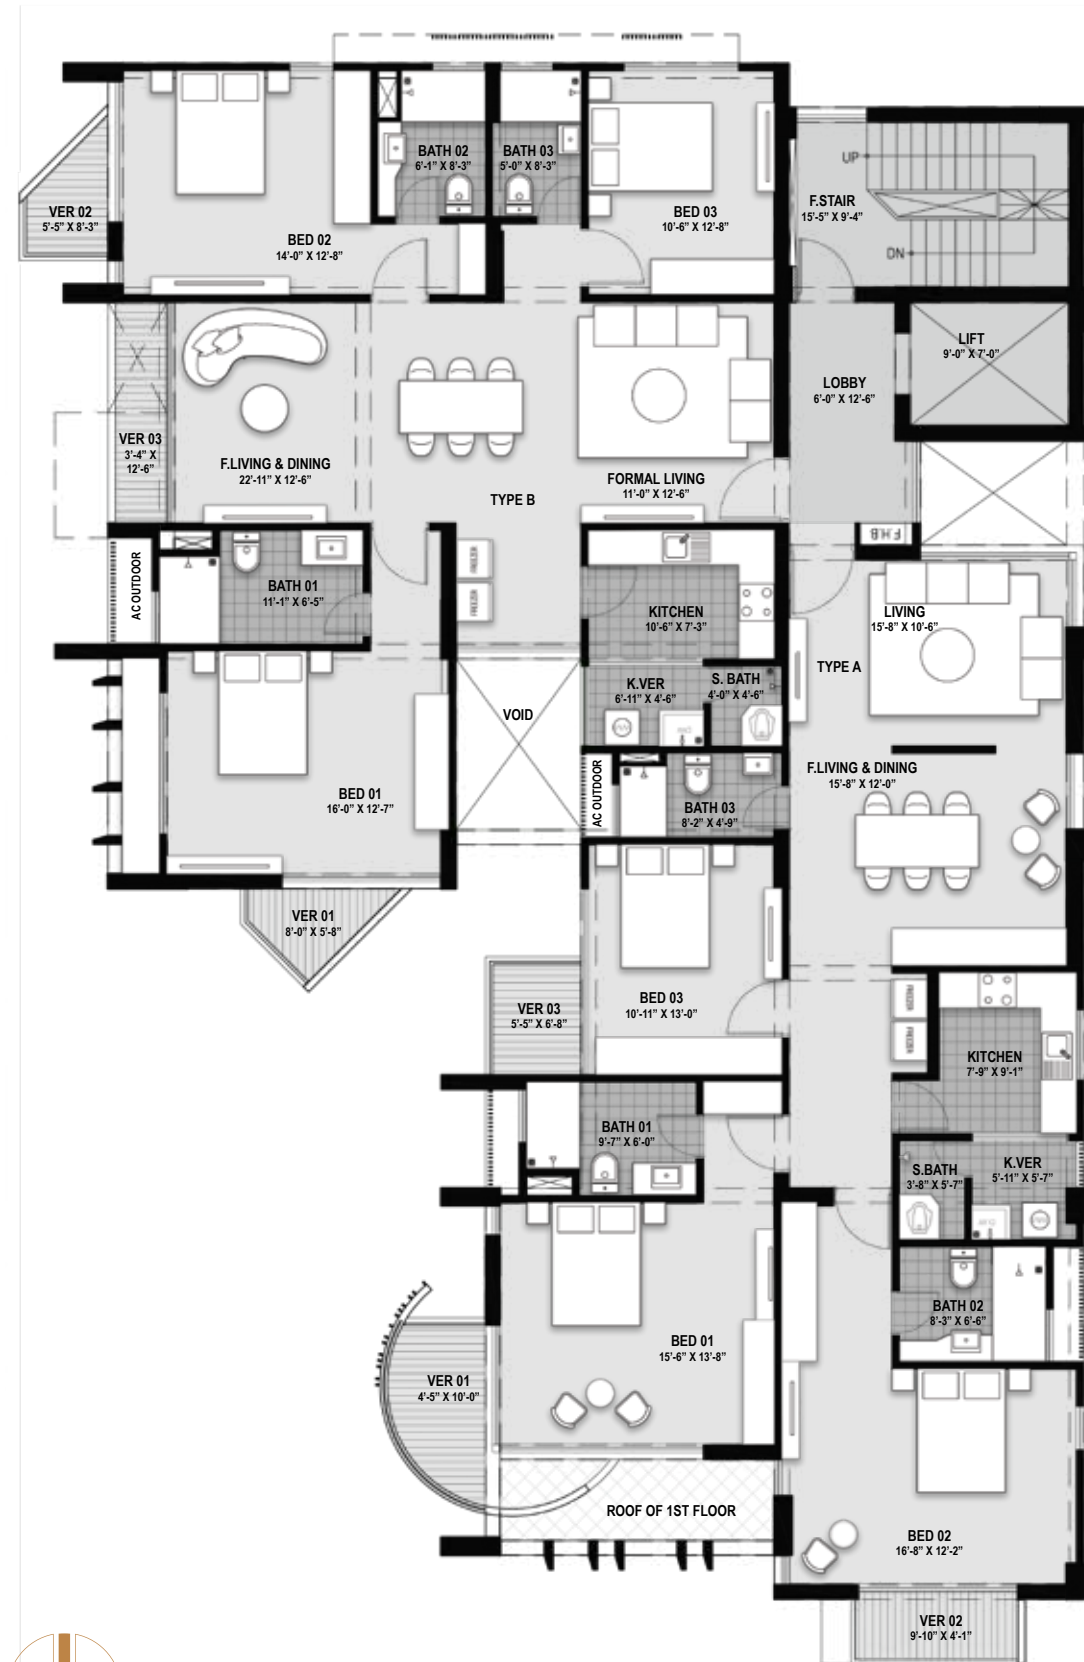 BATH 02
6'-1" X 8'-3"
BATH 03
5'-0" X 8'-3"
UP
VER 02
5'-5" X 8'-3"
BED 02
14'-0" X 12'-8"
BED 03
10'-6" X 12'-8"
F.STAIR
15'-5" X 9'-4"
DN
LIFT
9'-0" X 7'-0"
LOBBY
6'-0" X 12'-6"
VER 03
3'-4" X
12'-6"
F.LIVING & DINING
22'-11" X 12'-6"
FORMAL LIVING
11'-0" X 12'-6"
TYPE B
F.H.B
AC OUTDOOR
BATH 01
11'-1" X 6'-5"
FREEZER
FREEZER
KITCHEN
10'-6" X 7'-3"
LIVING
15'-8" X 10'-6"
TYPE A
K.VER
6'-11" X 4'-6"
S. BATH
4'-0" X 4'-6"
VOID
F.LIVING & DINING
15'-8" X 12'-0"
AC OUTDOOR
BATH 03
8'-2" X 4'-9"
BED 01
16'-0" X 12'-7"
VER 01
8'-0" X 5'-8"
BED 03
10'-11" X 13'-0"
VER 03
5'-5" X 6'-8"
FREEZER
FREEZER
KITCHEN
7'-9" X 9'-1"
BATH 01
9'-7" X 6'-0"
S.BATH
3'-8" X 5'-7"
K.VER
5'-11" X 5'-7"
BATH 02
8'-3" X 6'-6"
BED 01
15'-6" X 13'-8"
VER 01
4'-5" X 10'-0"
ROOF OF 1ST FLOOR
BED 02
16'-8" X 12'-2"
VER 02
9'-10" X 4'-1"